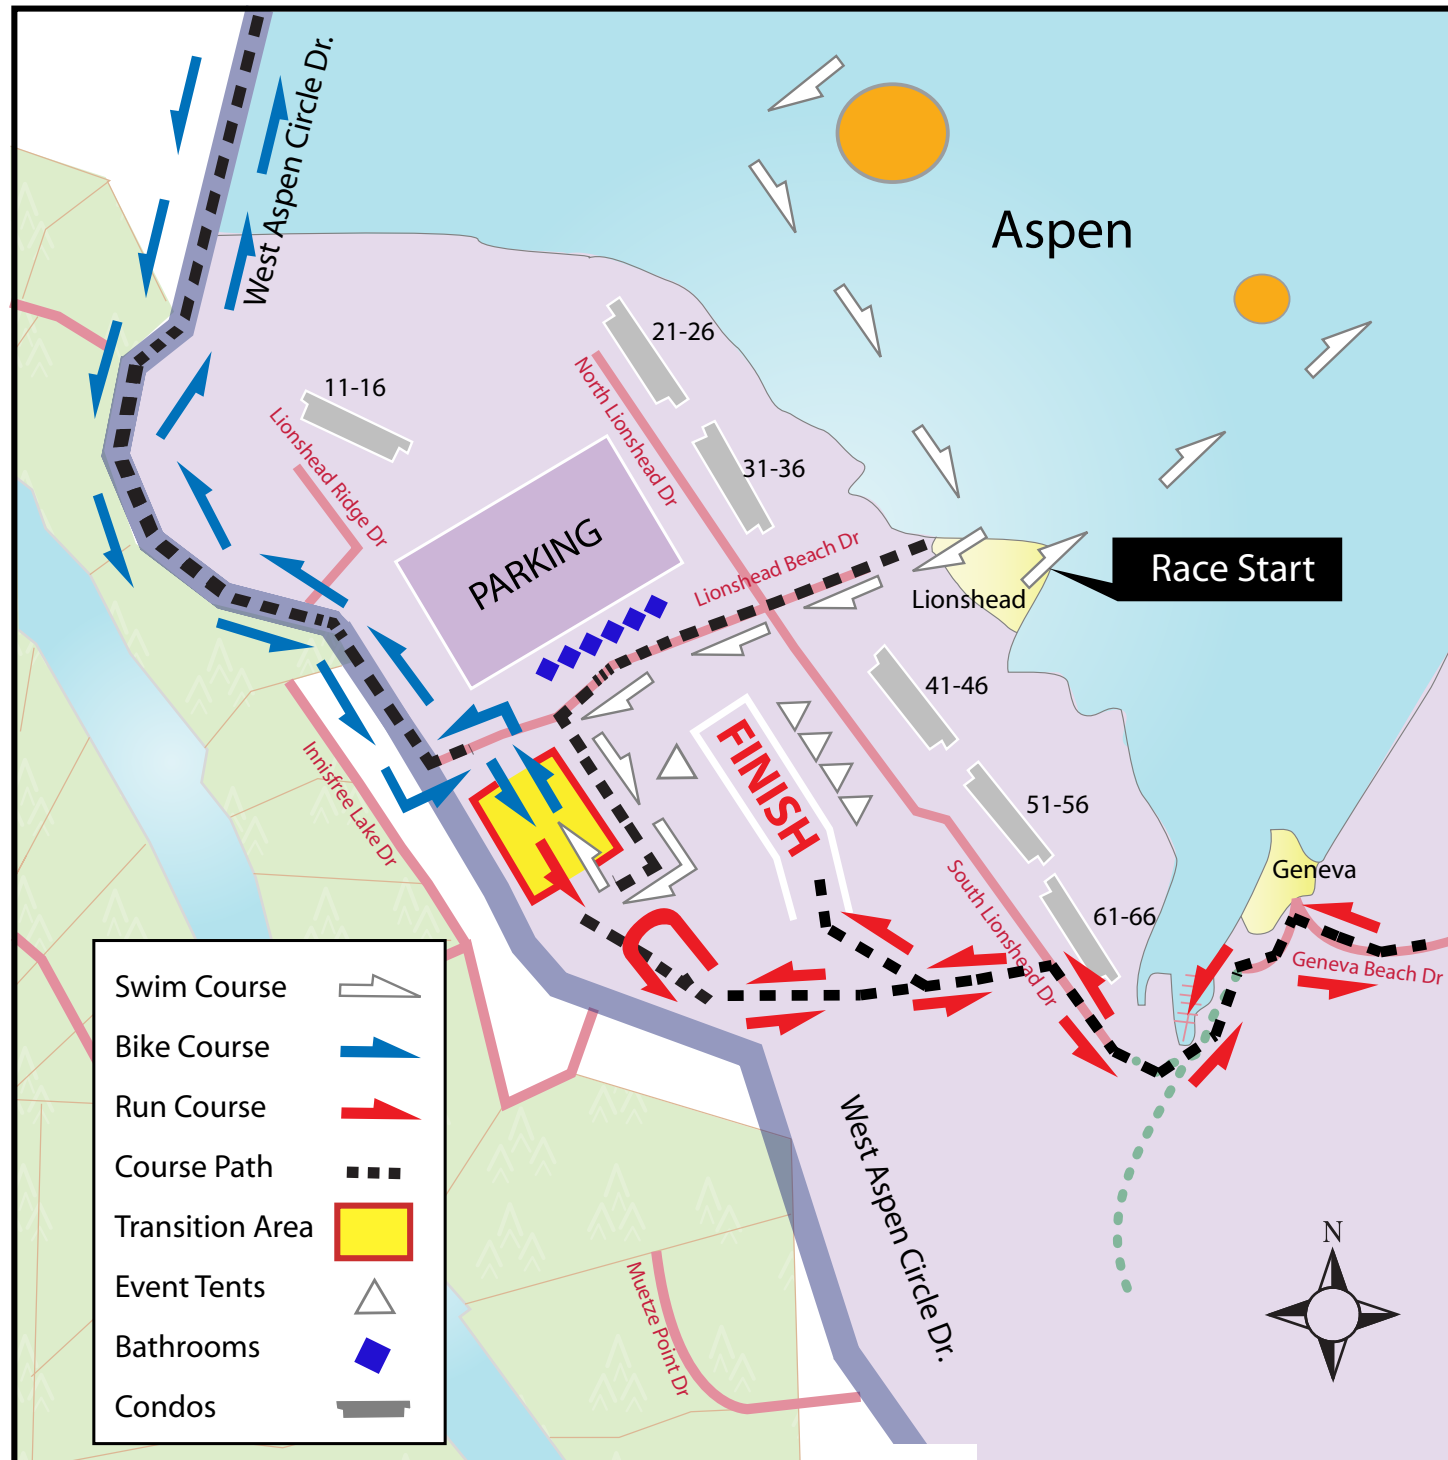 West Aspen Circle Dr.
Aspen
21-26
11-16
North Lionshead Dr
Lionshead Ridge Dr
31-36
PARKING
Lionshead Beach Dr
Race Start
Lionshead
41-46
FINISH
Innisfree Lake Dr
51-56
South Lionshead Dr
Geneva
61-66
Geneva Beach Dr
Swim Course
Bike Course
Run Course
Course Path
Transition Area
Event Tents
Bathrooms
Condos
West Aspen Circle Dr.
Muetze Point Dr
N